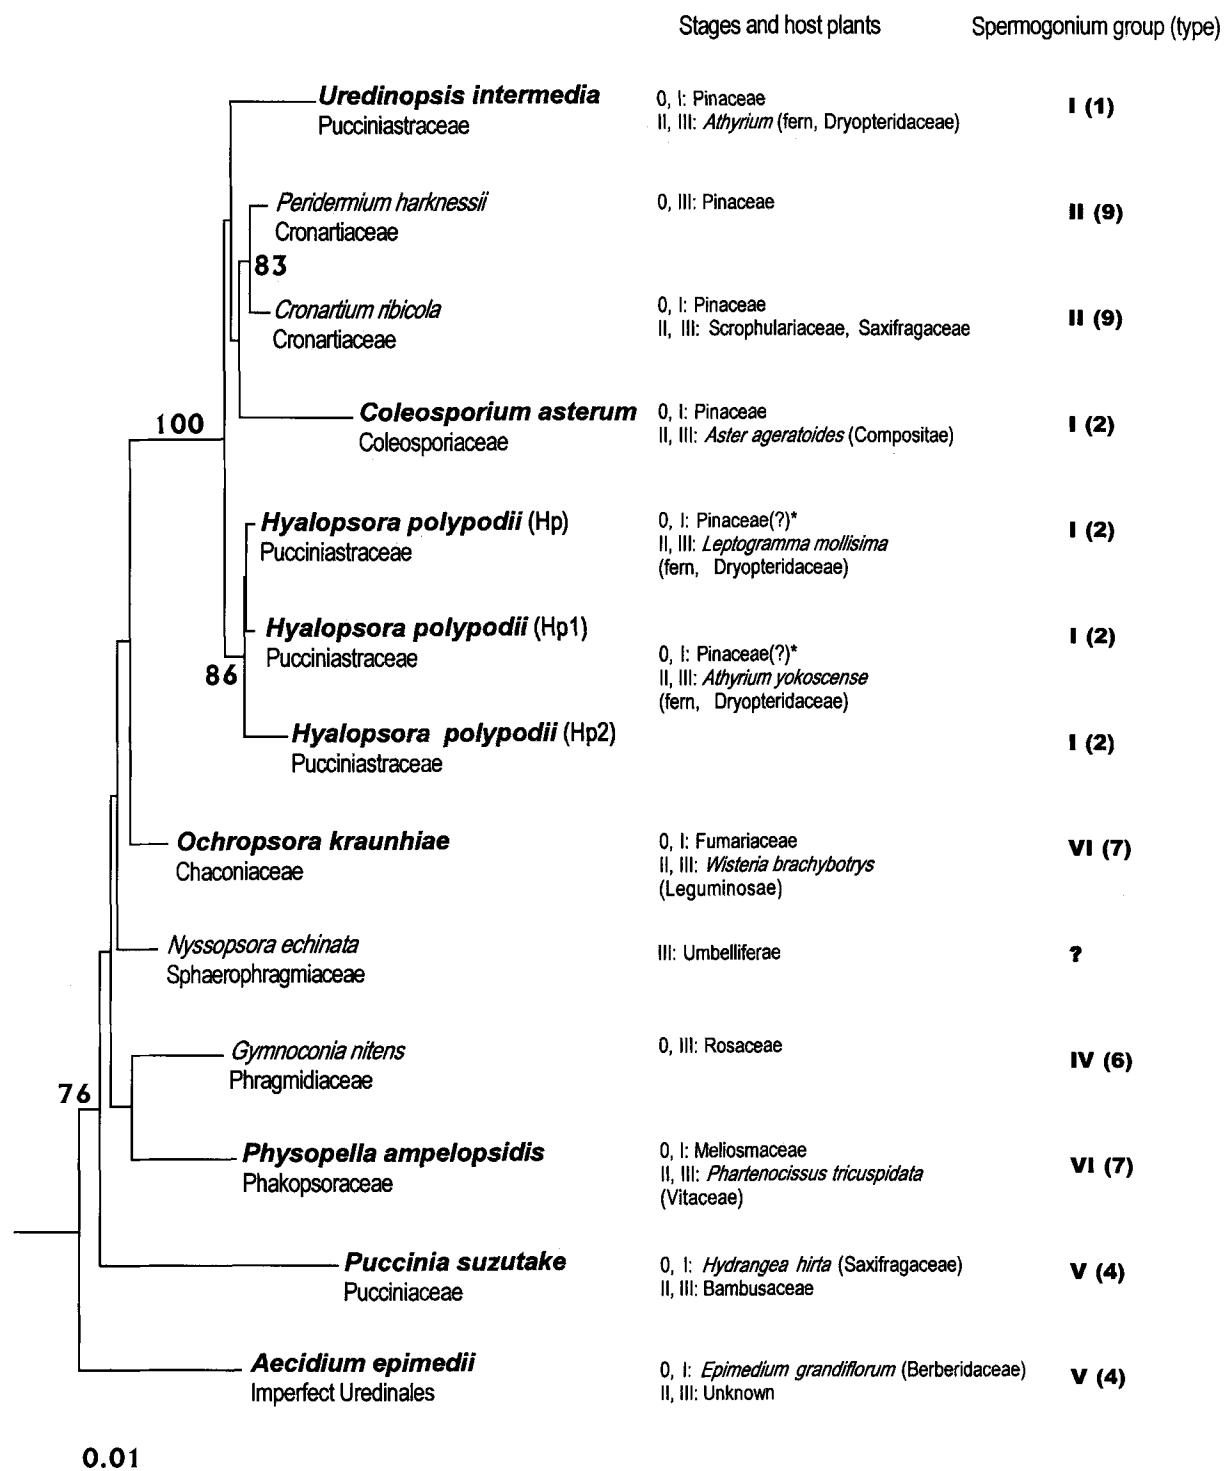 Stages and host plants Spermogonium group (type)
Uredinopsis intermedia 0, I: Pinaceae I (1)
Pucciniastraceae II, III: Athyrium (fern, Dryopteridaceae)
Peridermium harknessii 0, III: Pinaceae II (9)
Cronartiaceae
83
Cronartium ribicola 0, I: Pinaceae II (9)
Cronartiaceae II, III: Scrophulariaceae, Saxifragaceae
100
Coleosporium asterum 0, I: Pinaceae I (2)
Coleosporiaceae II, III: Aster ageratoides (Compositae)
Hyalopsora polypodii (Hp) 0, I: Pinaceae(?)* I (2)
Pucciniastraceae II, III: Leptogramma mollisima
(fern, Dryopteridaceae)
Hyalopsora polypodii (Hp1) I (2)
Pucciniastraceae 0, I: Pinaceae(?)*
86 II, III: Athyrium yokoscense
(fern, Dryopteridaceae)
Hyalopsora polypodii (Hp2) I (2)
Pucciniastraceae
Ochropsora kraunhiae 0, I: Fumariaceae VI (7)
Chaconiaceae II, III: Wisteria brachybotrys
(Leguminosae)
Nyssopsora echinata III: Umbelliferae ?
Sphaerophragmiaceae
Gymnoconia nitens 0, III: Rosaceae IV (6)
Phragmidiaceae
76
Physopella ampelopsidis 0, I: Meliosmaceae VI (7)
Phakopsoraceae II, III: Phartenocissus tricuspidata
(Vitaceae)
Puccinia suzutake 0, I: Hydrangea hirta (Saxifragaceae) V (4)
Pucciniaceae II, III: Bambusaceae
Aecidium epimedii 0, I: Epimedium grandiflorum (Berberidaceae) V (4)
Imperfect Uredinales II, III: Unknown
0.01